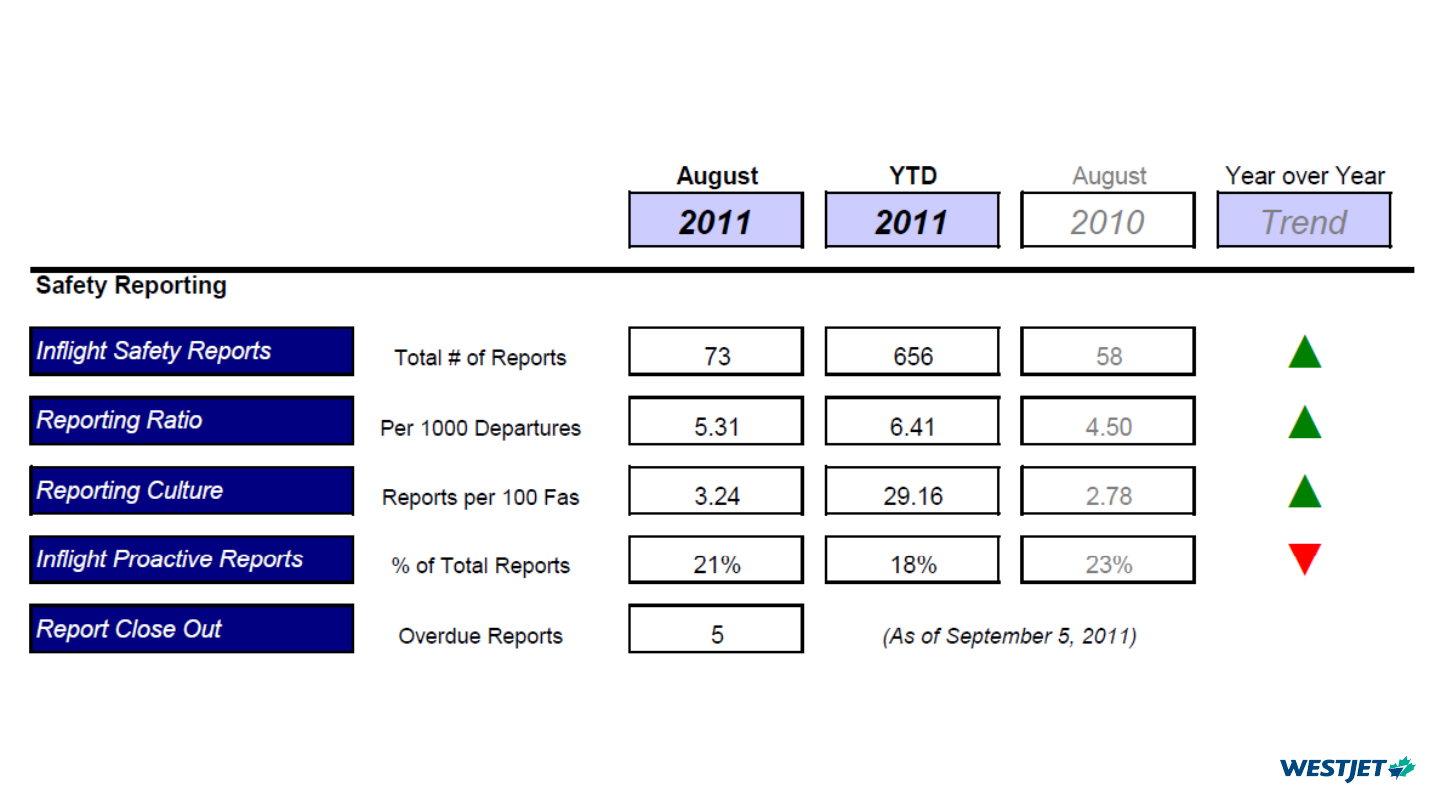 August YTD August Year over Year
2011 2011 2010 Trend
Safety Reporting
Inflight Safety Reports Total # of Reports 73 656 58
Reporting Ratio Per 1000 Departures 5.31 6.41 4.50
Reporting Culture Reports per 100 Fas 3.24 29.16 2.78
Inflight Proactive Reports % of Total Reports 21% 18% 23%
Report Close Out Overdue Reports 5 (As of September 5, 2011)
WESTJET